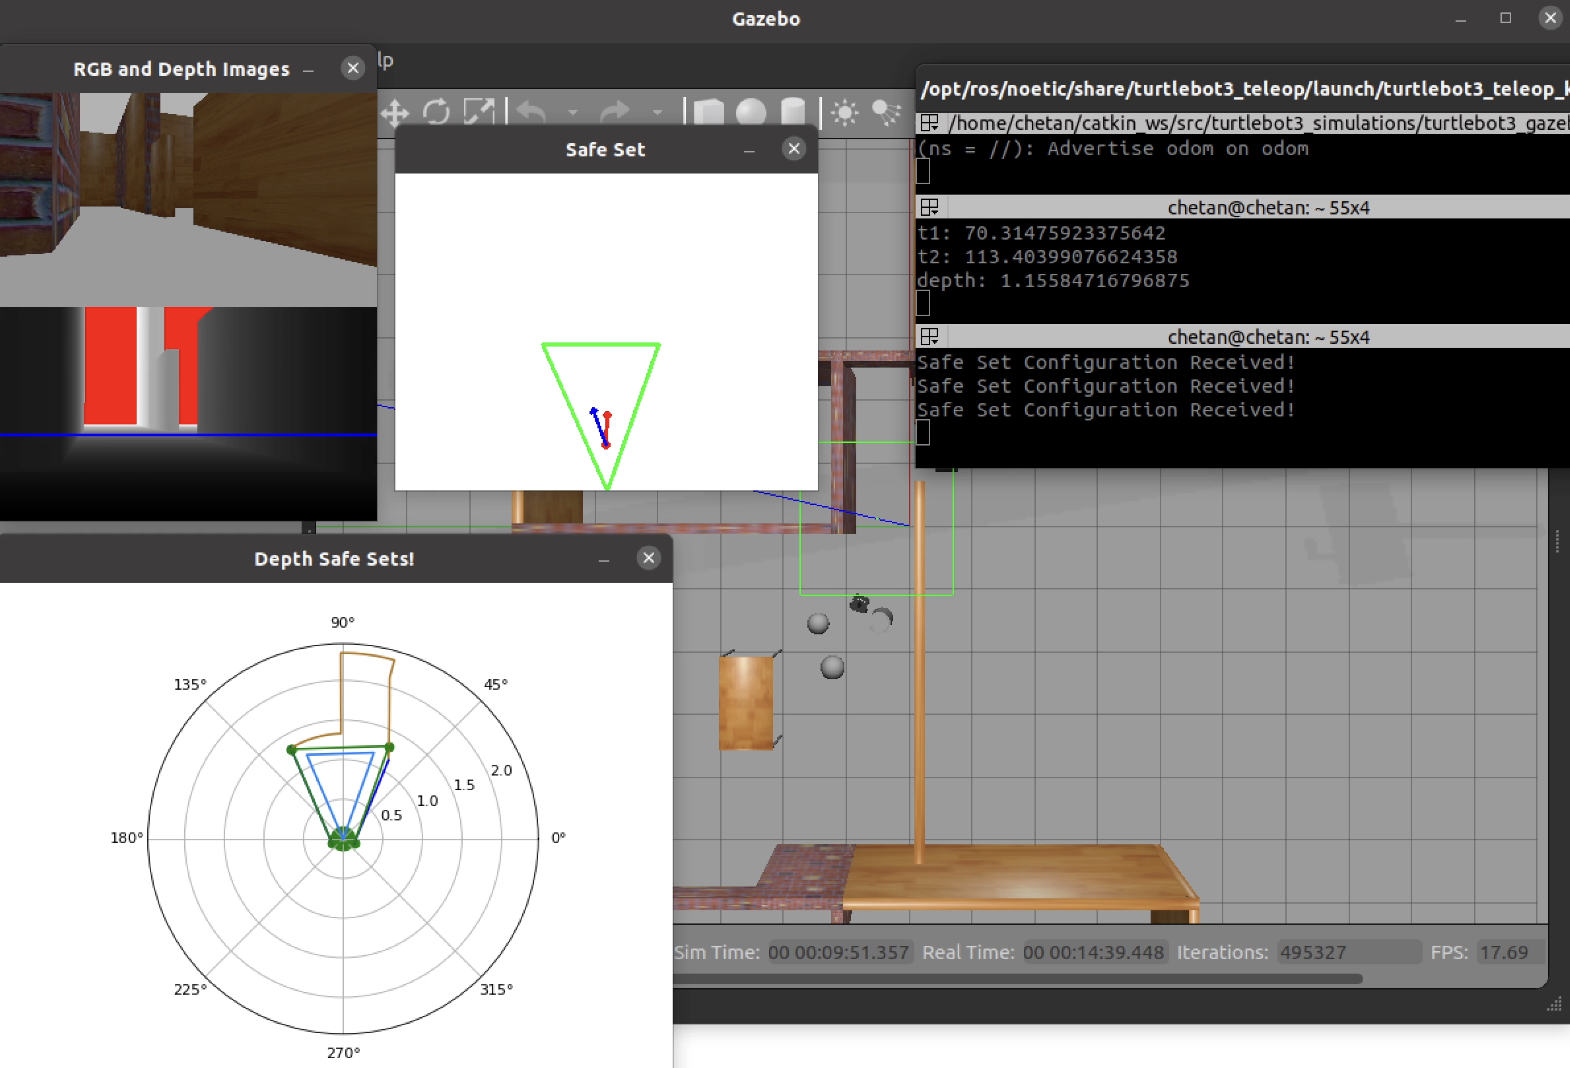 Gazebo
lp
RGB and Depth Images
Safe Set
/opt/ros/noetic/share/turtlebot3_teleop/launch/turtlebot3_teleop_k
/home/chetan/catkin_ws/src/turtlebot3_simulations/turtlebot3_gazeb
(ns = //): Advertise odom on odom
chetan@chetan: ~ 55x4
t1: 70.31475923375642
t2: 113.40399076624358
depth: 1.15584716796875
chetan@chetan: ~ 55x4
Safe Set Configuration Received!
Safe Set Configuration Received!
Safe Set Configuration Received!
Depth Safe Sets!
90°
135°
45°
2.0
1.5
1.0
0.5
180°
0°
225°
315°
270°
Sim Time: 00 00:09:51.357 Real Time: 00 00:14:39.448 Iterations: 495327 FPS: 17.69